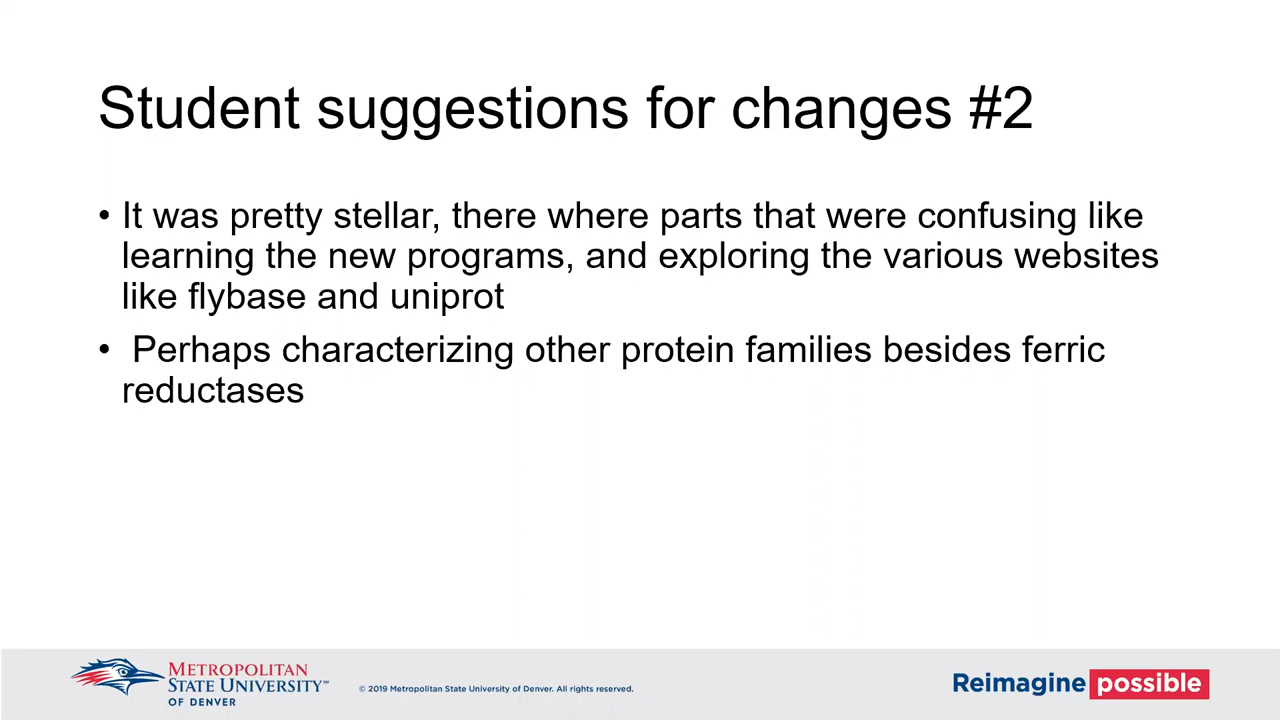 Student suggestions for changes #2
• It was pretty stellar, there where parts that were confusing like
learning the new programs, and exploring the various websites
like flybase and uniprot
• Perhaps characterizing other protein families besides ferric
reductases
METROPOLITAN
STATE UNIVERSITY℠
OF DENVER
© 2019 Metropolitan State University of Denver. All rights reserved.
Reimagine possible